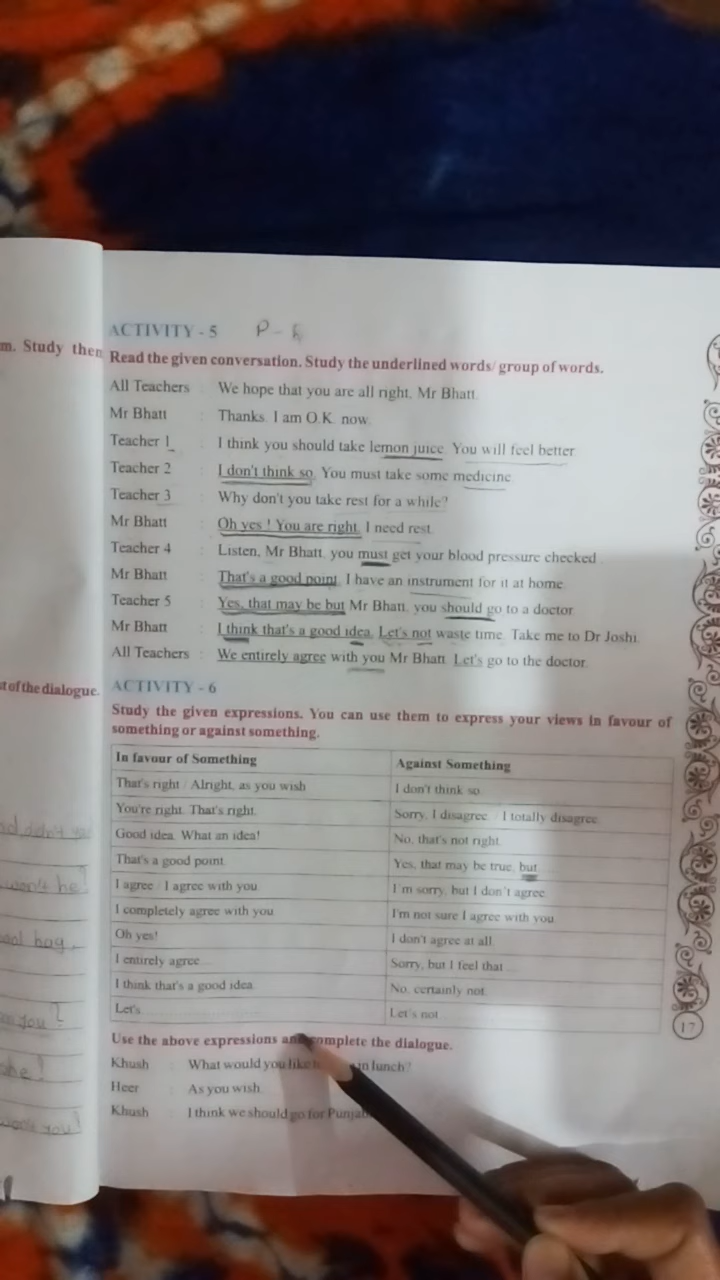 ACTIVITY - 5 P - 
m. Study then
Read the given conversation. Study the underlined words/ group of words.
All Teachers : We hope that you are all right, Mr Bhatt.
Mr Bhatt : Thanks. I am O.K. now.
Teacher 1 : I think you should take lemon juice. You will feel better.
Teacher 2 : I don't think so. You must take some medicine.
Teacher 3 : Why don't you take rest for a while?
Mr Bhatt : Oh yes ! You are right. I need rest.
Teacher 4 : Listen, Mr Bhatt, you must get your blood pressure checked .
Mr Bhatt : That's a good point. I have an instrument for it at home.
Teacher 5 : Yes, that may be but Mr Bhatt, you should go to a doctor.
Mr Bhatt : I think that's a good idea. Let's not waste time. Take me to Dr Joshi.
All Teachers : We entirely agree with you Mr Bhatt. Let's go to the doctor.
st of the dialogue.
ACTIVITY - 6
Study the given expressions. You can use them to express your views in favour of
something or against something.
In favour of Something Against Something
That's right / Alright, as you wish I don't think so.
You're right. That's right. Sorry, I disagree. / I totally disagree.
Good idea. What an idea! No, that's not right.
That's a good point. Yes, that may be true, but
I agree / I agree with you I'm sorry, but I don't agree.
I completely agree with you. I'm not sure I agree with you.
Oh yes! I don't agree at all.
I entirely agree... Sorry, but I feel that ...
I think that's a good idea. No, certainly not.
Let's Let's not
17
Use the above expressions and complete the dialogue.
Khush : What would you like in lunch?
Heer : As you wish.
Khush : I think we should go for
didn't you
won't he!
bag,
you?
she!
you!